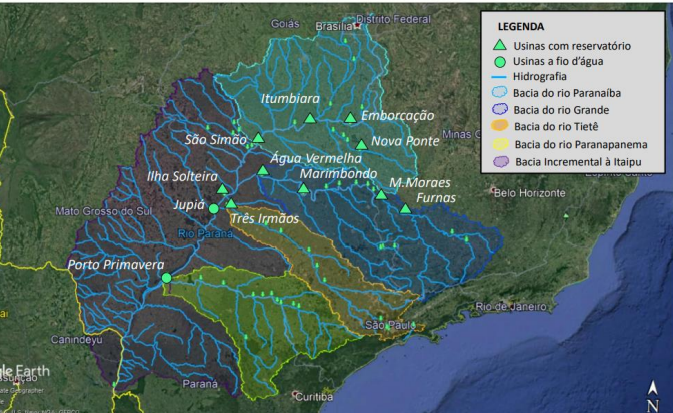 Goiás
Brasília
Distrito Federal
LEGENDA
Usinas com reservatório
Usinas a fio d'água
Hidrografia
Bacia do rio Paranaíba
Bacia do rio Grande
Bacia do rio Tietê
Bacia do rio Paranapanema
Bacia Incremental à Itaipu
Itumbiara
Emborcação
São Simão
Nova Ponte
Minas
Água Vermelha
Marimbondo
Ilha Solteira
M.Moraes
Furnas
Belo Horizonte
Mato Grosso do Sul
Jupiá
Três Irmãos
Rio Paraná
Porto Primavera
Rio de Janeiro
São Paulo
Canindeyu
le Earth
Paraná
Curitiba
N